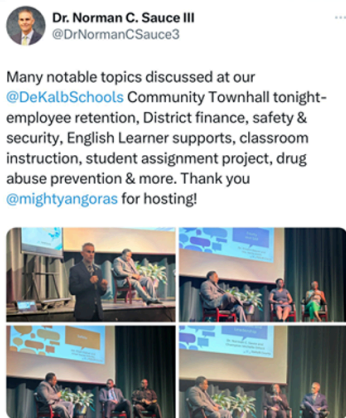 Dr. Norman C. Sauce III
@DrNormanCSauce3
Many notable topics discussed at our
@DeKalbSchools Community Townhall tonight-
employee retention, District finance, safety &
security, English Learner supports, classroom
instruction, student assignment project, drug
abuse prevention & more. Thank you
@mightyangoras for hosting!